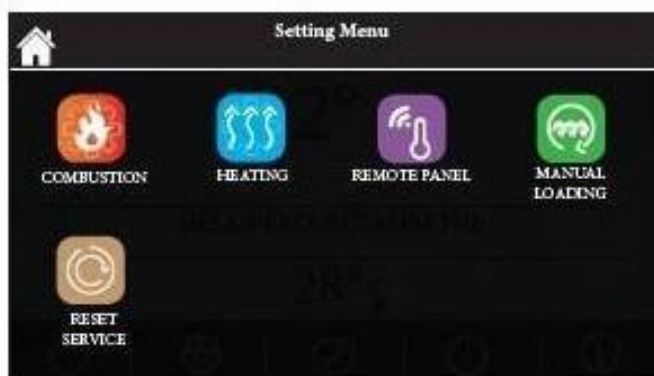 Setting Menu
COMBUSTION
HEATING
REMOTE PANEL
MANUAL
LOADING
RESET
SERVICE